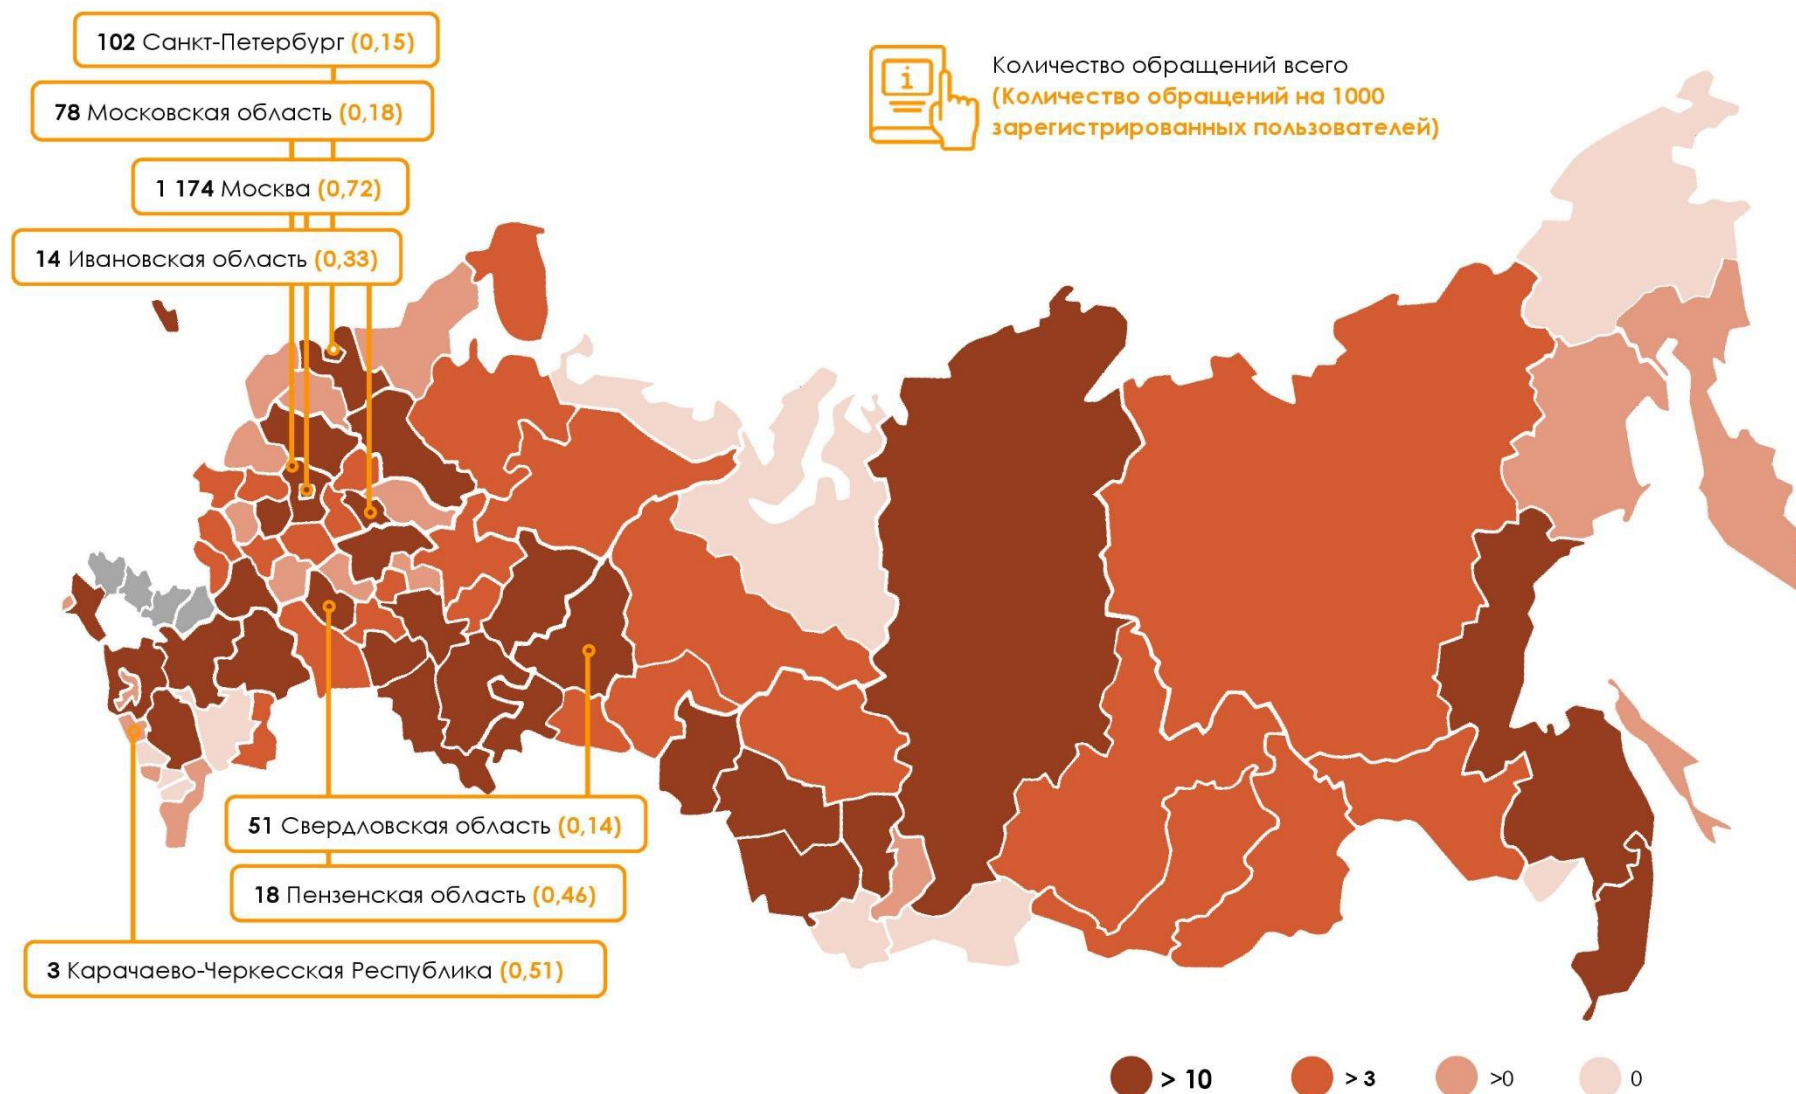 102 Санкт-Петербург (0,15)
78 Московская область (0,18)
1 174 Москва (0,72)
14 Ивановская область (0,33)
i
Количество обращений всего
(Количество обращений на 1000
зарегистрированных пользователей)
51 Свердловская область (0,14)
18 Пензенская область (0,46)
3 Карачаево-Черкесская Республика (0,51)
> 10
> 3
>0
0